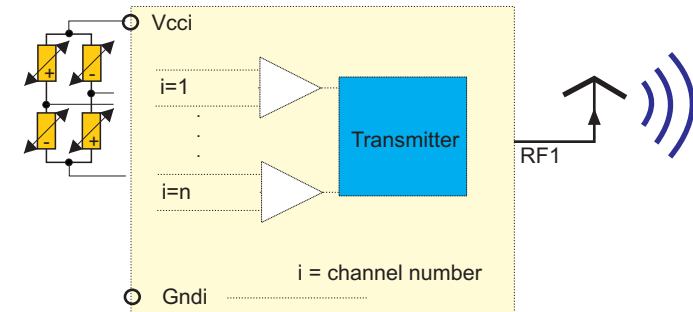 Vcci
+
-
i=1
-
+
.
.
.
Transmitter
RF1
i=n
i = channel number
Gndi